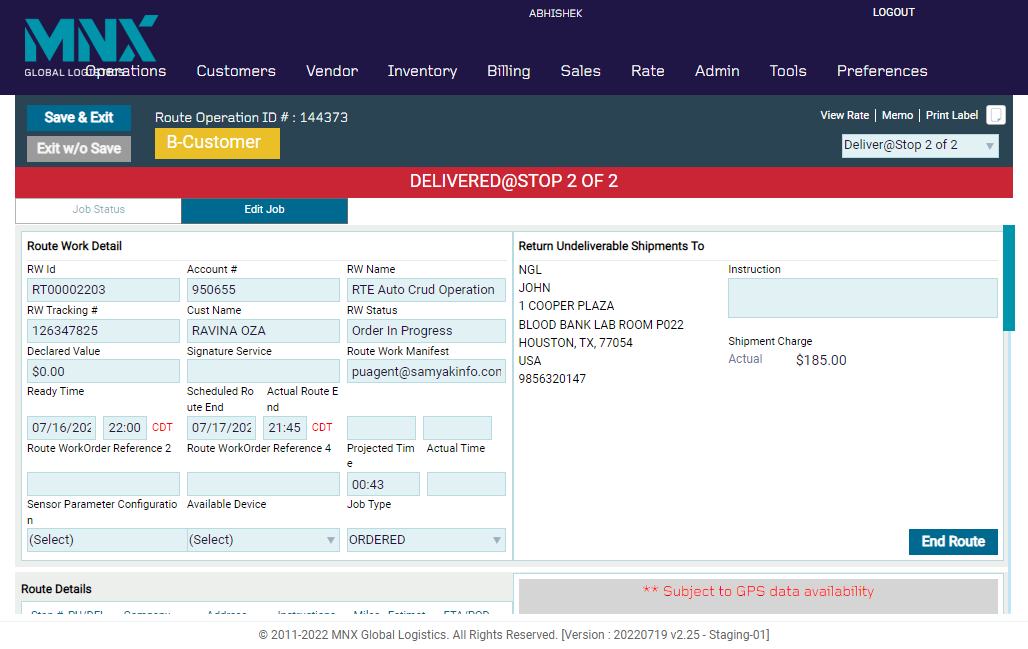 ABHISHEK
LOGOUT
MNX
GLOBAL LOGISTICS
Operations Customers Vendor Inventory Billing Sales Rate Admin Tools Preferences
Save & Exit
Route Operation ID # : 144373
View Rate | Memo | Print Label
Exit w/o Save
B-Customer
Deliver@Stop 2 of 2
DELIVERED@STOP 2 OF 2
Job Status Edit Job
Route Work Detail
RW Id Account # RW Name
RT00002203 950655 RTE Auto Crud Operation
RW Tracking # Cust Name RW Status
126347825 RAVINA OZA Order In Progress
Declared Value Signature Service Route Work Manifest
$0.00 puagent@samyakinfo.con
Ready Time Scheduled Ro Actual Route E
ute End nd
07/16/202 22:00 CDT 07/17/202 21:45 CDT
Route WorkOrder Reference 2 Route WorkOrder Reference 4 Projected Tim Actual Time
e
00:43
Sensor Parameter Configuratio Available Device Job Type
n
(Select) (Select) ORDERED
Return Undeliverable Shipments To
NGL
JOHN
1 COOPER PLAZA
BLOOD BANK LAB ROOM P022
HOUSTON, TX, 77054
USA
9856320147
Instruction
Shipment Charge
Actual $185.00
End Route
Route Details
Stop # PU/DEL Company Address Instructions Miles Estimat ETA/POD
** Subject to GPS data availability
© 2011-2022 MNX Global Logistics. All Rights Reserved. [Version : 20220719 v2.25 - Staging-01]